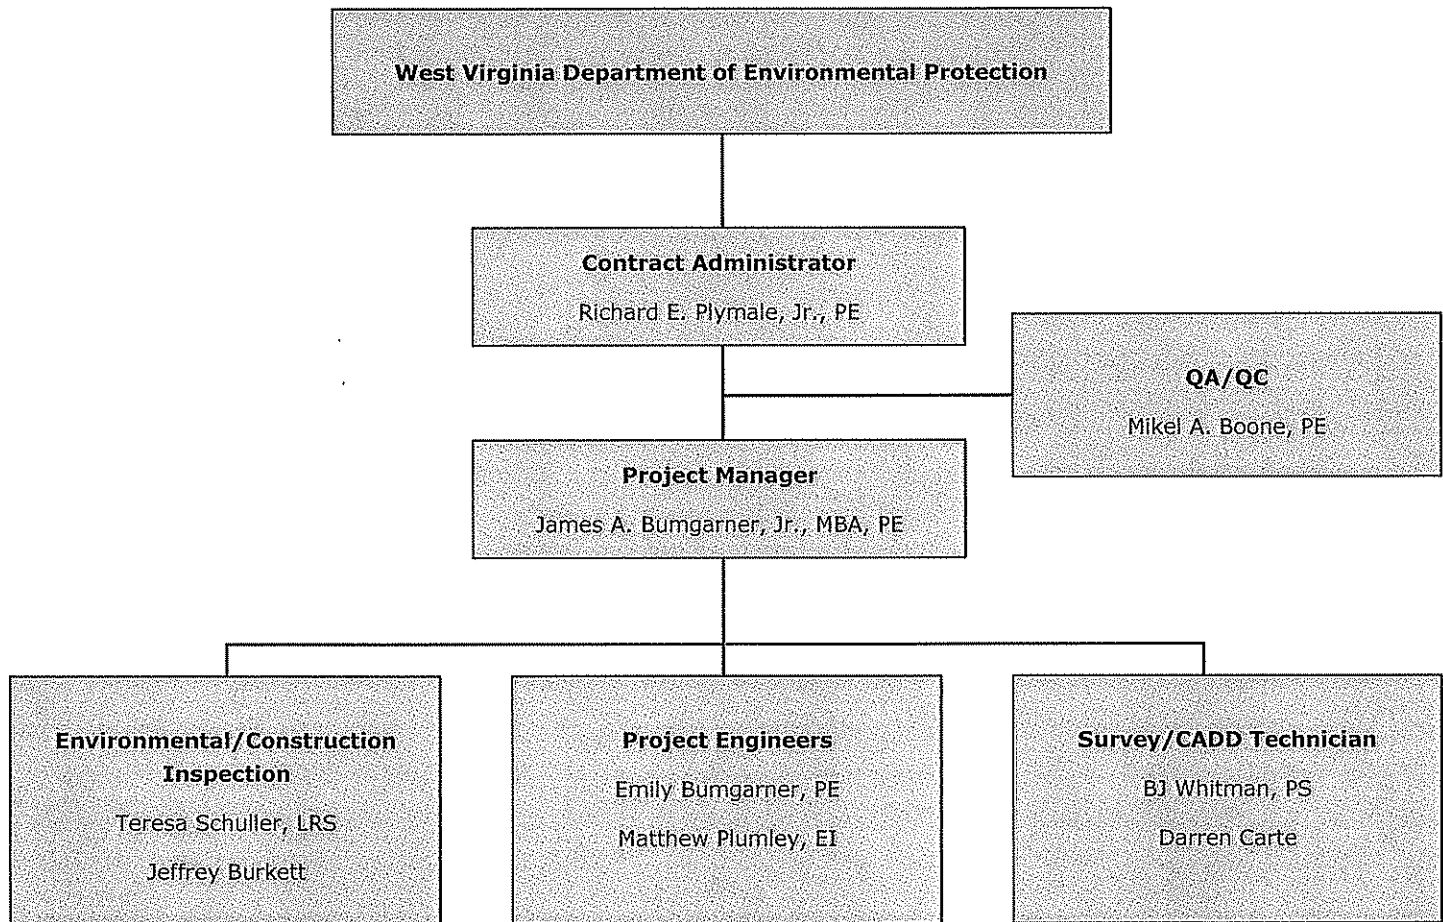 West Virginia Department of Environmental Protection
Contract Administrator
Richard E. Plymale, Jr., PE
QA/QC
Mikel A. Boone, PE
Project Manager
James A. Bumgarner, Jr., MBA, PE
Environmental/Construction
Inspection
Teresa Schuller, LRS
Jeffrey Burkett
Project Engineers
Emily Bumgarner, PE
Matthew Plumley, EI
Survey/CADD Technician
BJ Whitman, PS
Darren Carte